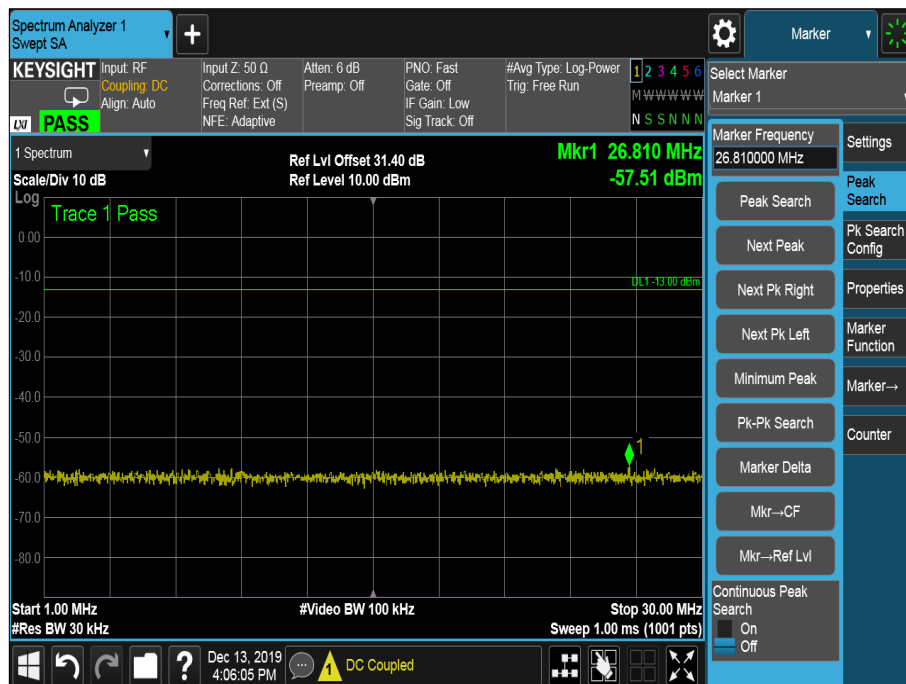 Spectrum Analyzer 1
Swept SA
Marker
KEYSIGHT
LXI PASS
Input: RF
Coupling: DC
Align: Auto
Input Z: 50 Ω
Corrections: Off
Freq Ref: Ext (S)
NFE: Adaptive
Atten: 6 dB
Preamp: Off
PNO: Fast
Gate: Off
IF Gain: Low
Sig Track: Off
#Avg Type: Log-Power
Trig: Free Run
1 2 3 4 5 6
M W W W W W
N S S N N N
Select Marker
Marker 1
1 Spectrum
Scale/Div 10 dB
Ref Lvl Offset 31.40 dB
Ref Level 10.00 dBm
Mkr1 26.810 MHz
-57.51 dBm
Log
Trace 1 Pass
0.00
-10.0
DL1 -13.00 dBm
-20.0
-30.0
-40.0
-50.0
1
-60.0
-70.0
-80.0
Start 1.00 MHz
#Video BW 100 kHz
Stop 30.00 MHz
#Res BW 30 kHz
Sweep 1.00 ms (1001 pts)
Marker Frequency
26.810000 MHz
Peak Search
Next Peak
Next Pk Right
Next Pk Left
Minimum Peak
Pk-Pk Search
Marker Delta
Mkr→CF
Mkr→Ref Lvl
Continuous Peak
Search
On
Off
Settings
Peak
Search
Pk Search
Config
Properties
Marker
Function
Marker→
Counter
?
Dec 13, 2019
4:06:05 PM
1
DC Coupled